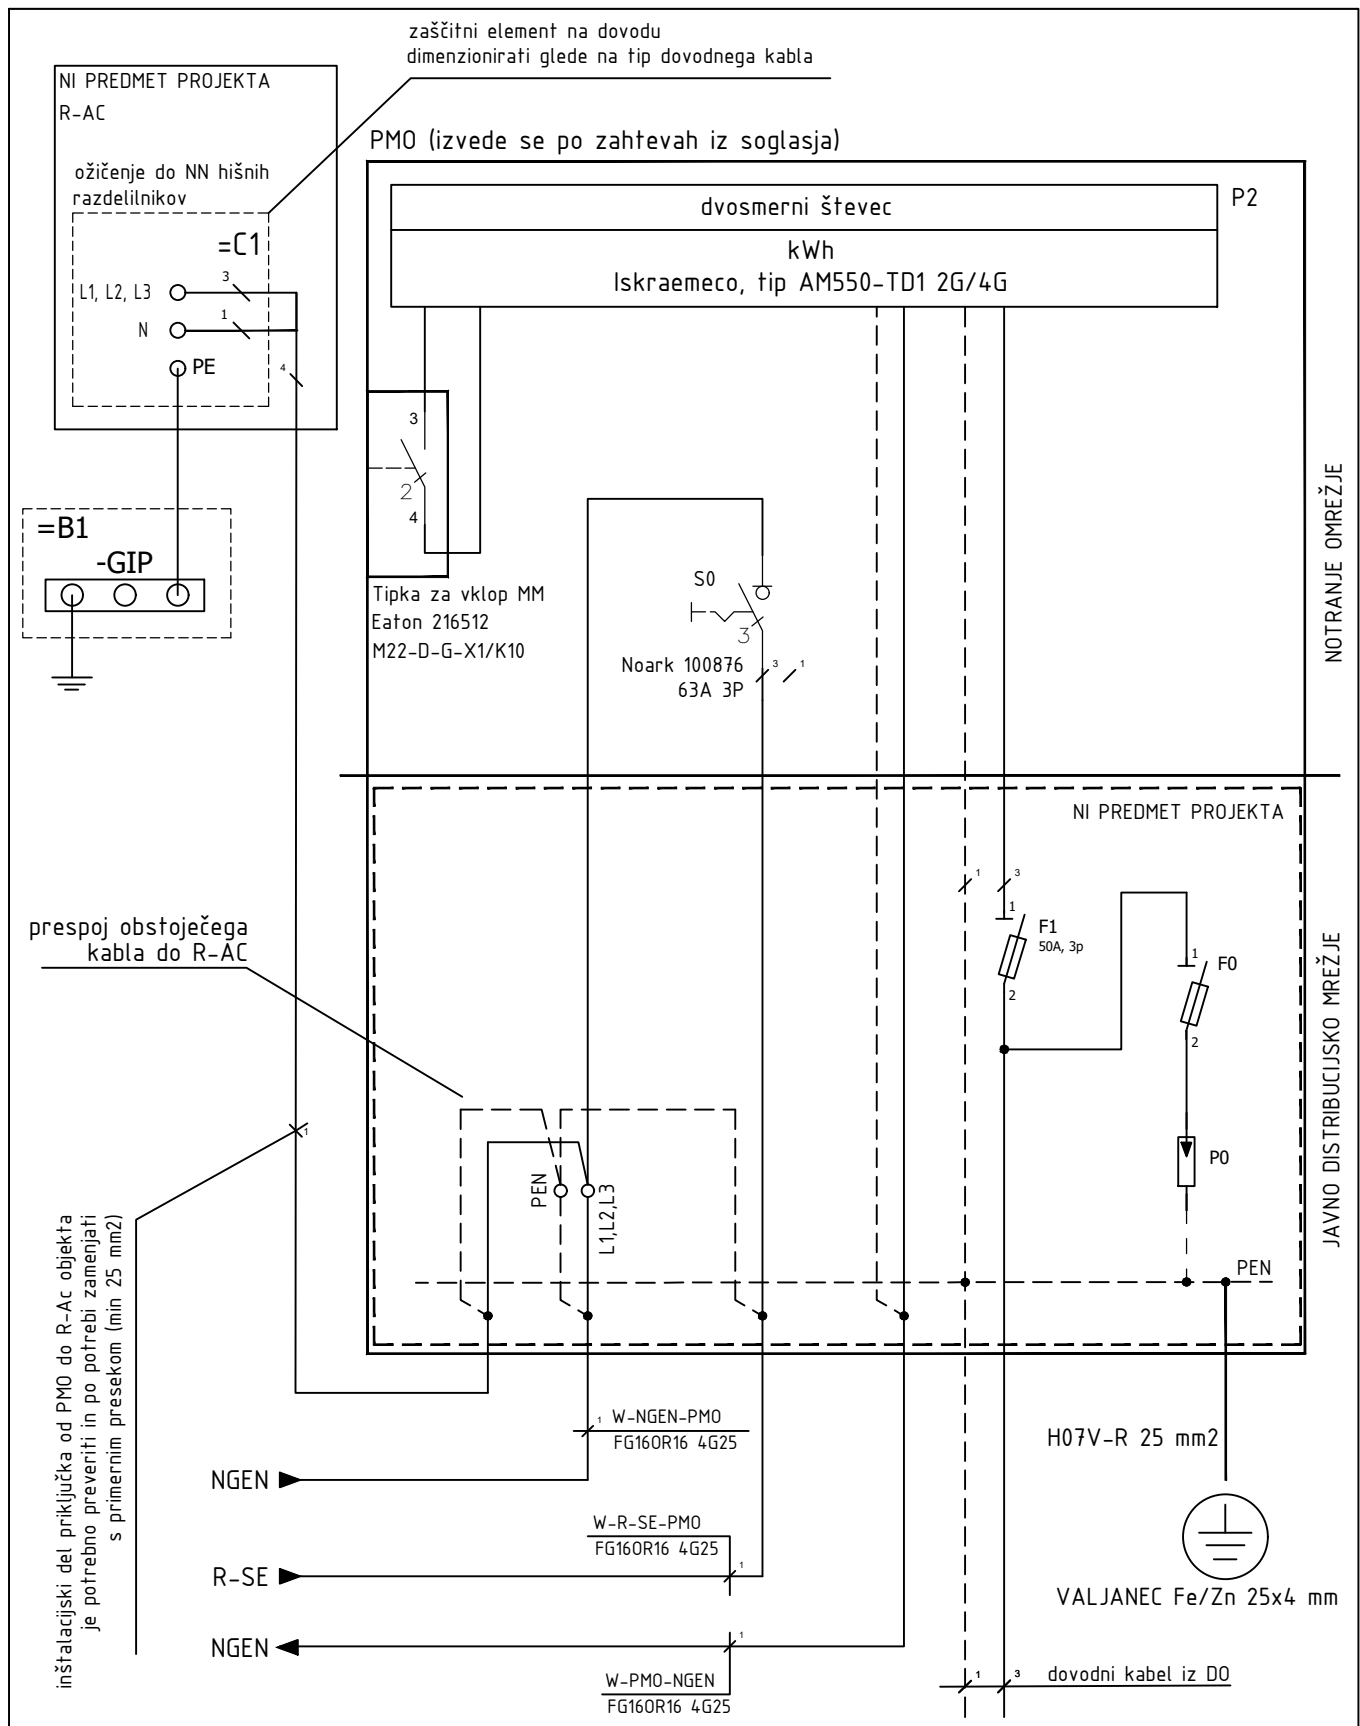 zaščitni element na dovodu
dimenzionirati glede na tip dovodnega kabla
NI PREDMET PROJEKTA
R-AC
ožičenje do NN hišnih
razdelilnikov
=C1
L1, L2, L3
3
N
1
PE
4
=B1
-GIP
PMO (izvede se po zahtevah iz soglasja)
dvosmerni števec
P2
kWh
Iskraemeco, tip AM550-TD1 2G/4G
3
2
4
Tipka za vklop MM
Eaton 216512
M22-D-G-X1/K10
S0
3
Noark 100876
63A 3P
3
1
NOTRANJE OMREŽJE
NI PREDMET PROJEKTA
1
3
1
F1
50A, 3p
2
1
F0
2
P0
JAVNO DISTRIBUCIJSKO MREŽJE
prespoj obstoječega
kabla do R-AC
1
PEN
L1,L2,L3
PEN
inštalacijski del priključka od PMO do R-Ac objekta
je potrebno preveriti in po potrebi zamenjati
s primernim presekom (min 25 mm2)
1
W-NGEN-PMO
FG16OR16 4G25
NGEN
W-R-SE-PMO
FG16OR16 4G25
1
R-SE
NGEN
1
W-PMO-NGEN
FG16OR16 4G25
H07V-R 25 mm2
VALJANEC Fe/Zn 25x4 mm
1
3
dovodni kabel iz DO